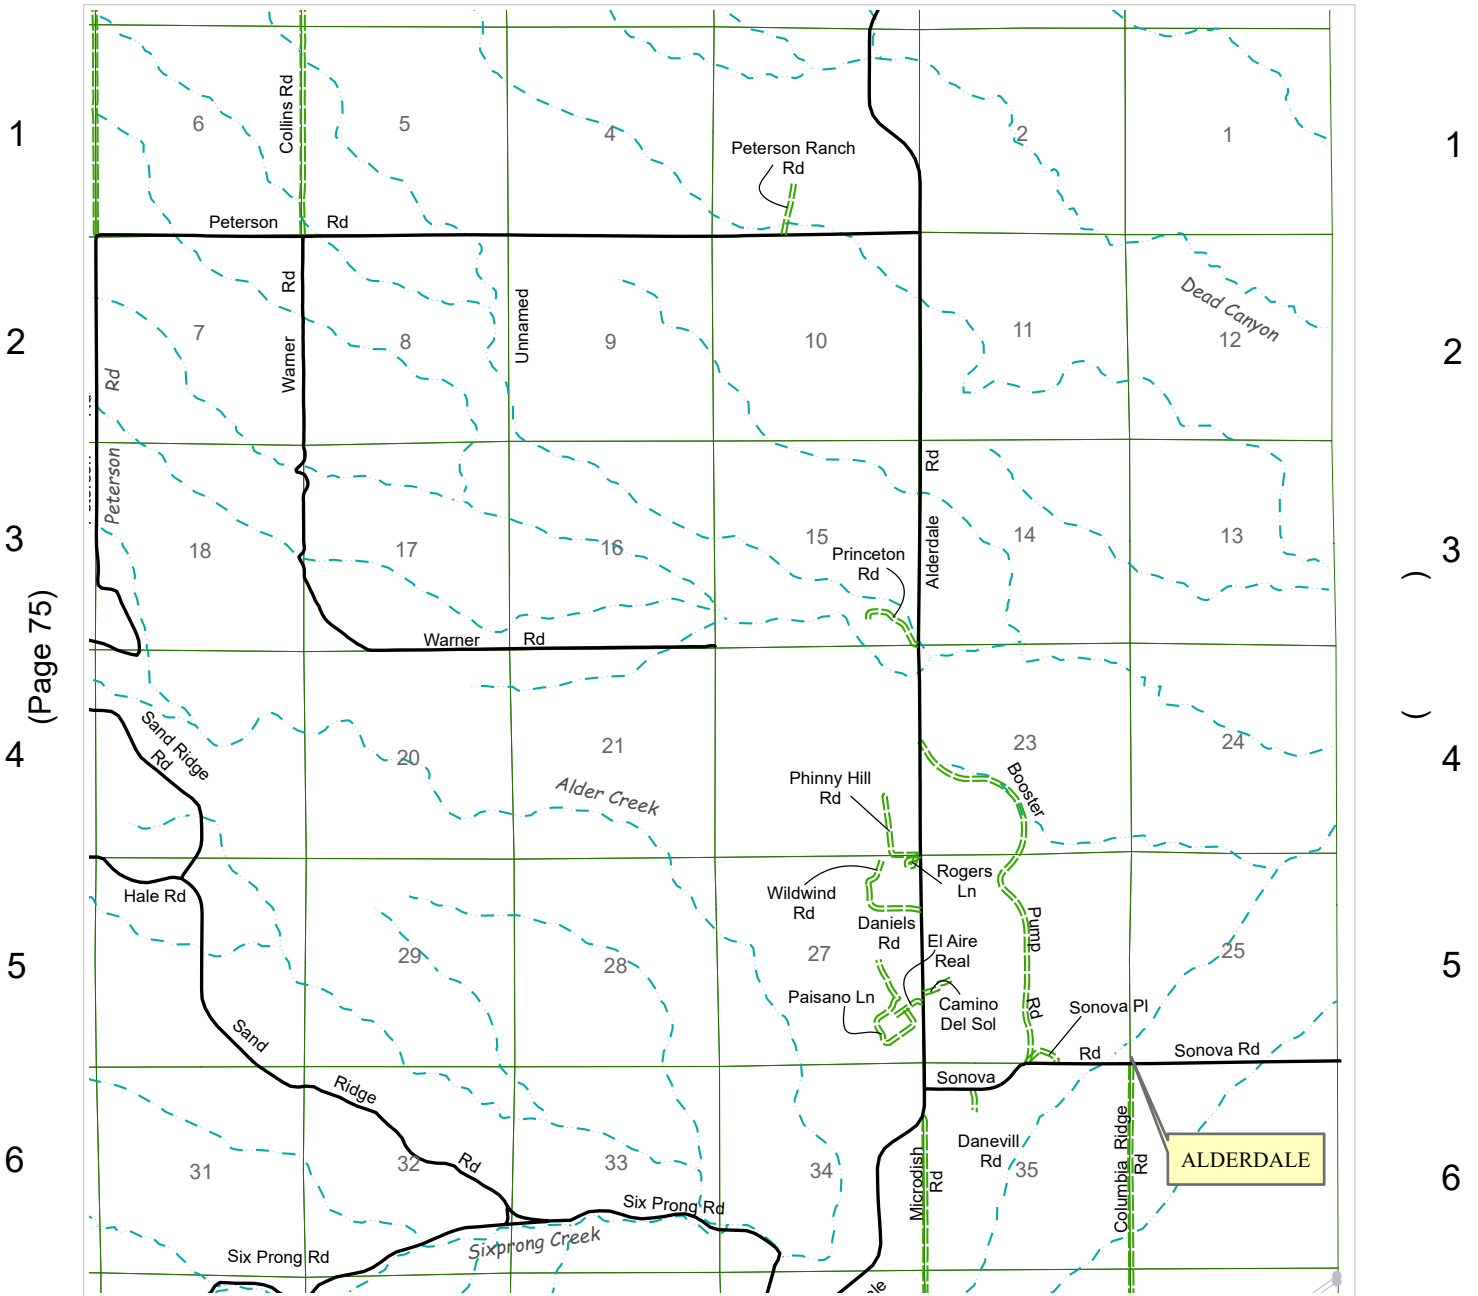 Collins Rd
6
5
4
2
1
1
1
Peterson Ranch
Rd
Peterson Rd
Warner Rd
Unnamed
Dead Canyon
7
8
9
10
11
12
2
2
Peterson Rd
Alderdale Rd
18
17
16
15
14
13
3
3
Princeton
Rd
Warner Rd
(Page 75)
( )
Sand Ridge
Rd
20
21
23
24
4
4
Alder Creek
Phinny Hill
Rd
Booster Pump Rd
Hale Rd
Wildwind
Rd
Rogers
Ln
Daniels
Rd
El Aire
Real
29
28
27
25
5
5
Paisano Ln
Camino
Del Sol
Sonova Pl
Sand Ridge Rd
Sonova Rd
Sonova Rd
Danevill
Rd
Microdish
Rd
Columbia Ridge
Rd
ALDERDALE
31
32
33
34
35
6
6
Six Prong Rd
Sixprong Creek
Six Prong Rd